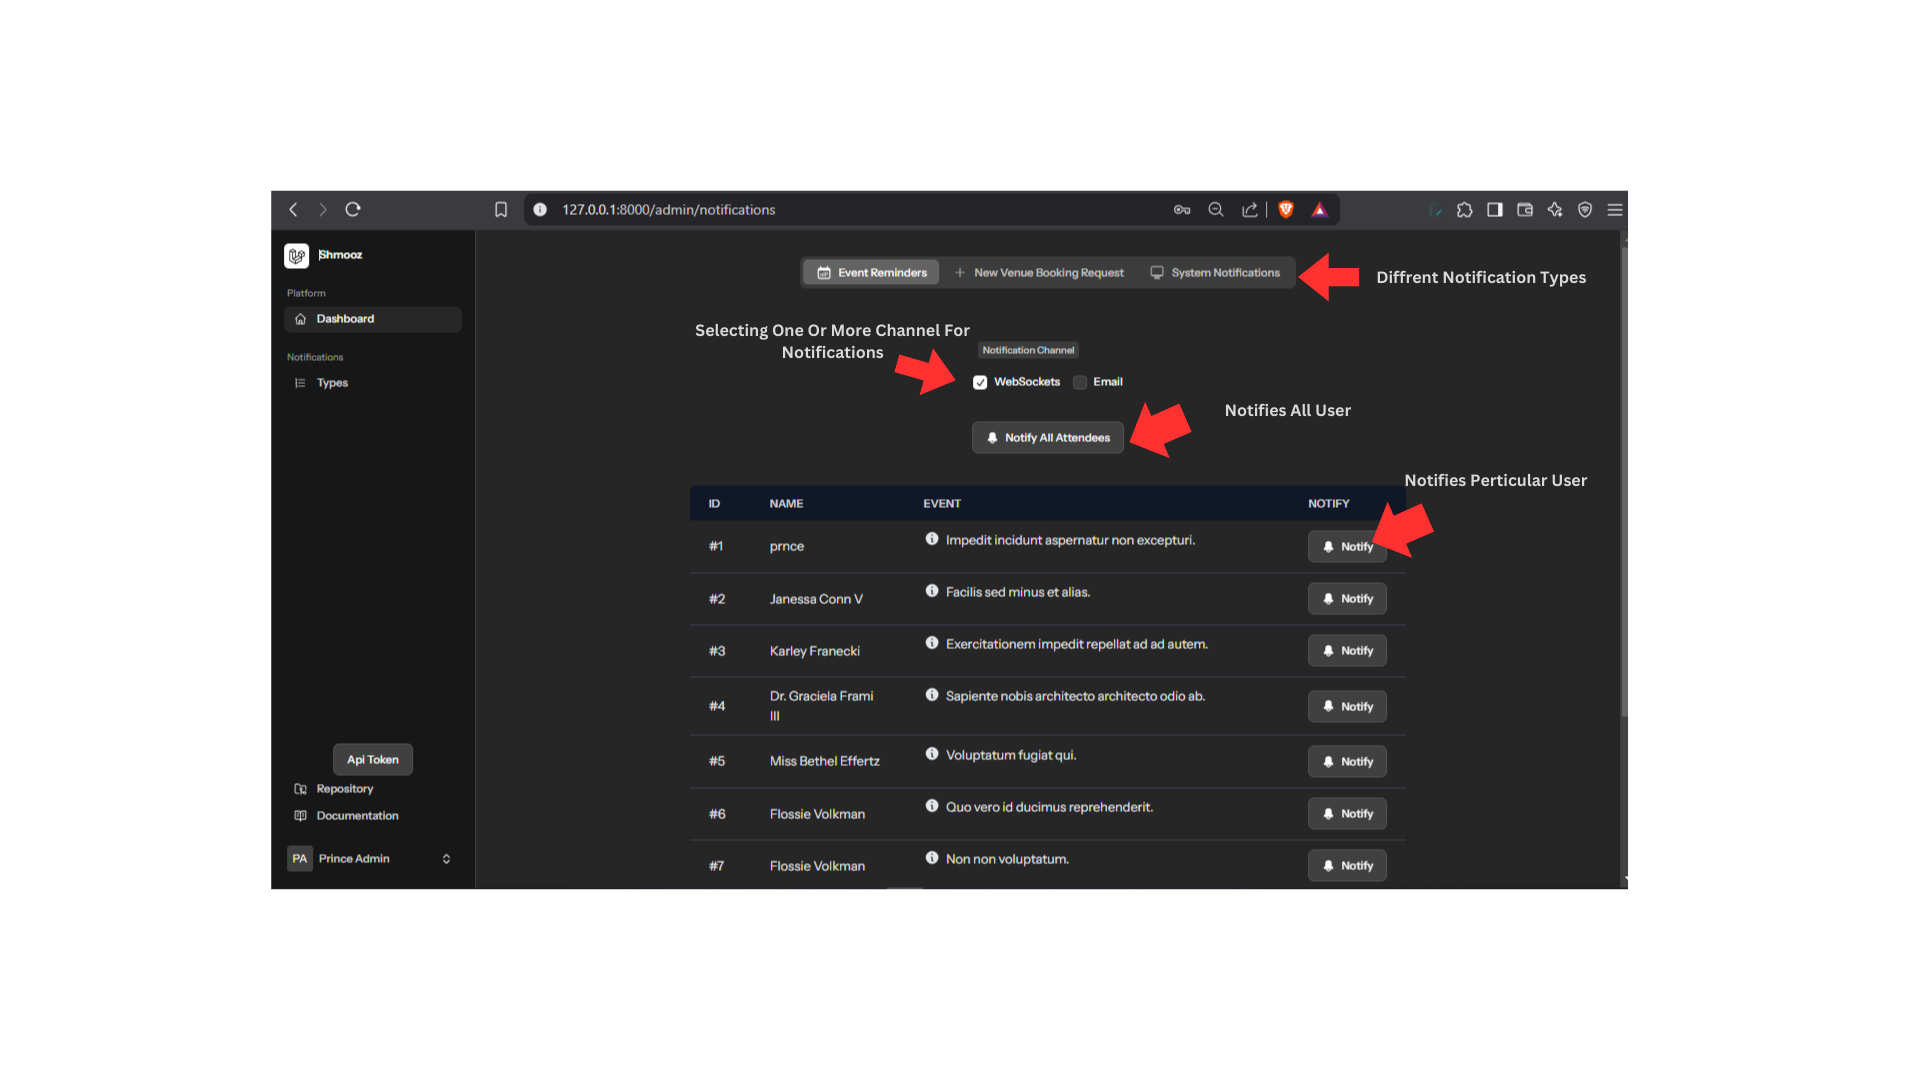 127.0.0.1:8000/admin/notifications
Shmooz
Platform
Dashboard
Notifications
Types
Api Token
Repository
Documentation
PA Prince Admin
Event Reminders New Venue Booking Request System Notifications
Diffrent Notification Types
Selecting One Or More Channel For
Notifications
Notification Channel
WebSockets Email
Notifies All User
Notify All Attendees
Notifies Perticular User
ID NAME EVENT NOTIFY
#1 prnce Impedit incidunt aspernatur non excepturi. Notify
#2 Janessa Conn V Facilis sed minus et alias. Notify
#3 Karley Franecki Exercitationem impedit repellat ad ad autem. Notify
#4 Dr. Graciela Frami III Sapiente nobis architecto architecto odio ab. Notify
#5 Miss Bethel Effertz Voluptatum fugiat qui. Notify
#6 Flossie Volkman Quo vero id ducimus reprehenderit. Notify
#7 Flossie Volkman Non non voluptatum. Notify